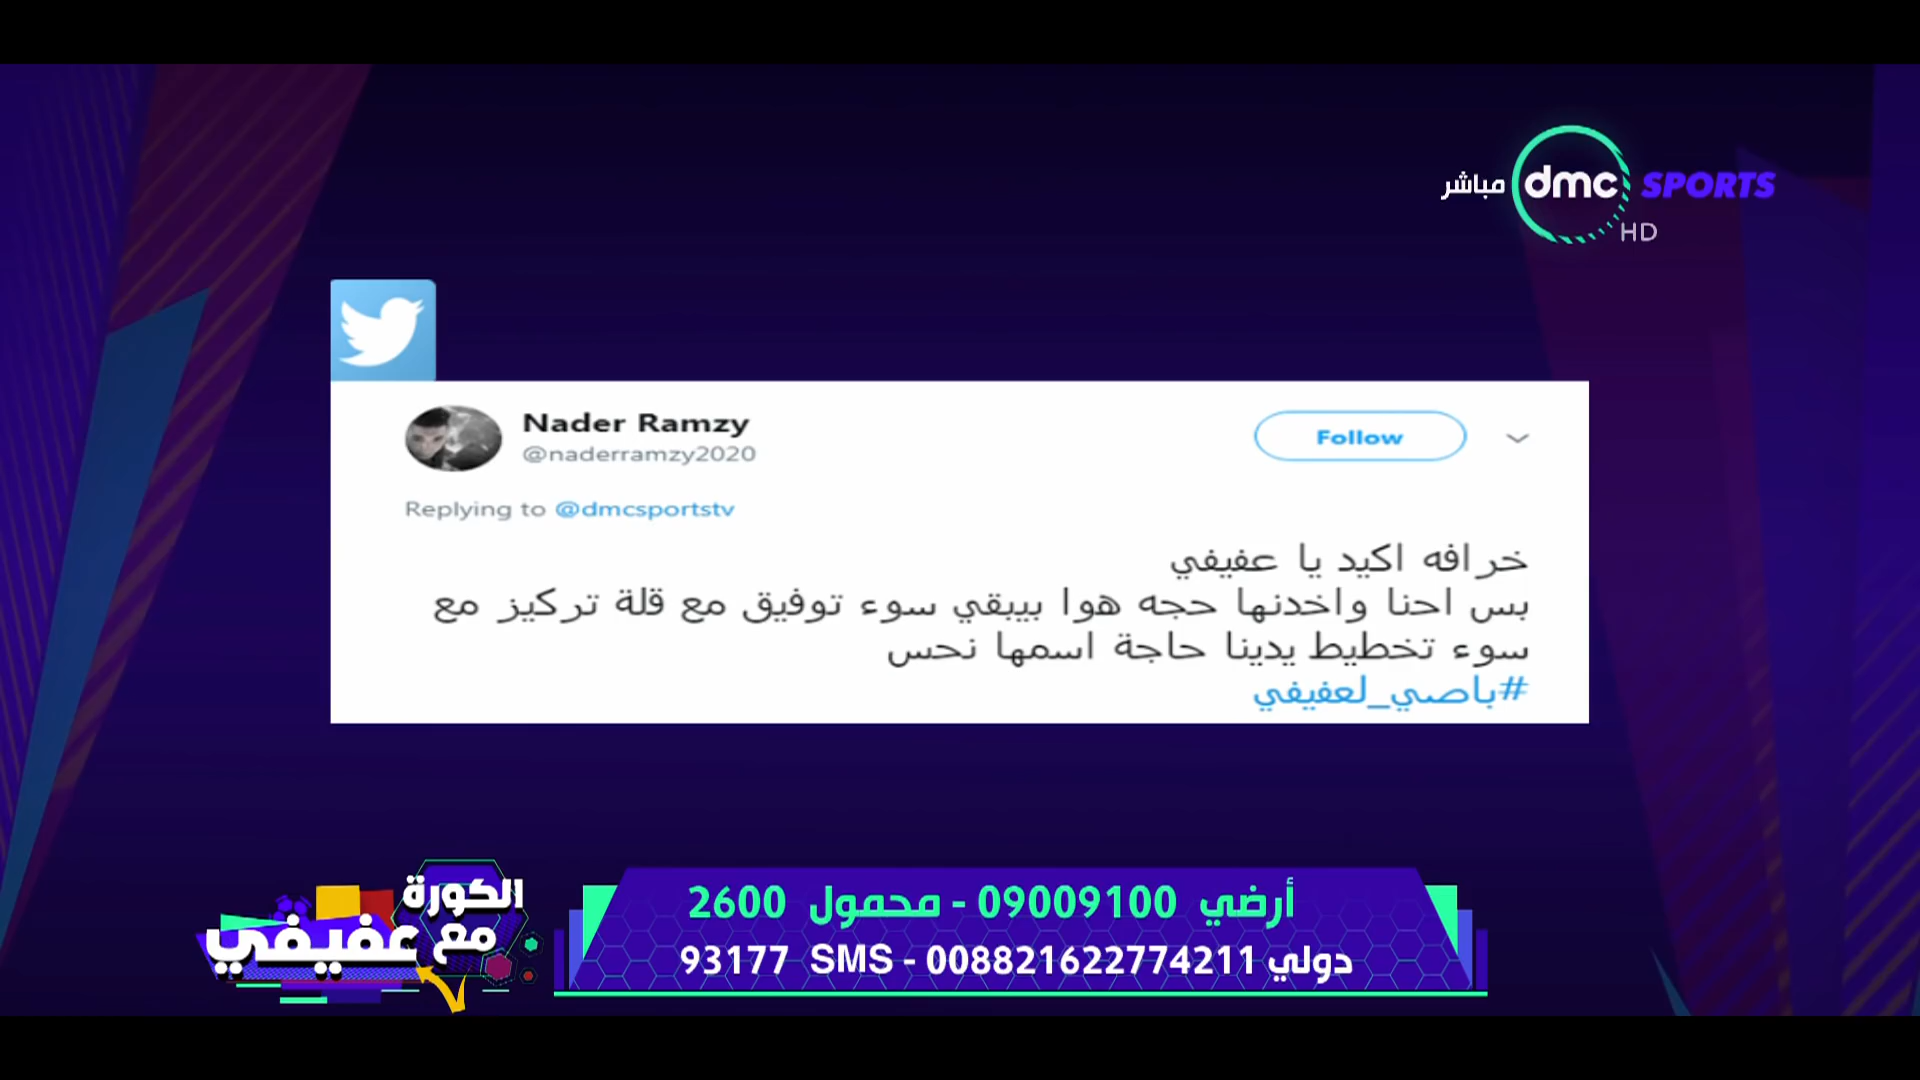 مباشر dmc SPORTS
HD
Nader Ramzy
@naderramzy2020
Follow
Replying to @dmcsportstv
خرافه اكيد يا عفيفي
بس احنا واخدنها حجه هوا بيبقي سوء توفيق مع قلة تركيز مع
سوء تخطيط يدينا حاجة اسمها نحس
#باصي_لعفيفي
الكورة
مع عفيفي
أرضي 09009100 - محمول 2600
دولي 008821622774211 - SMS 93177